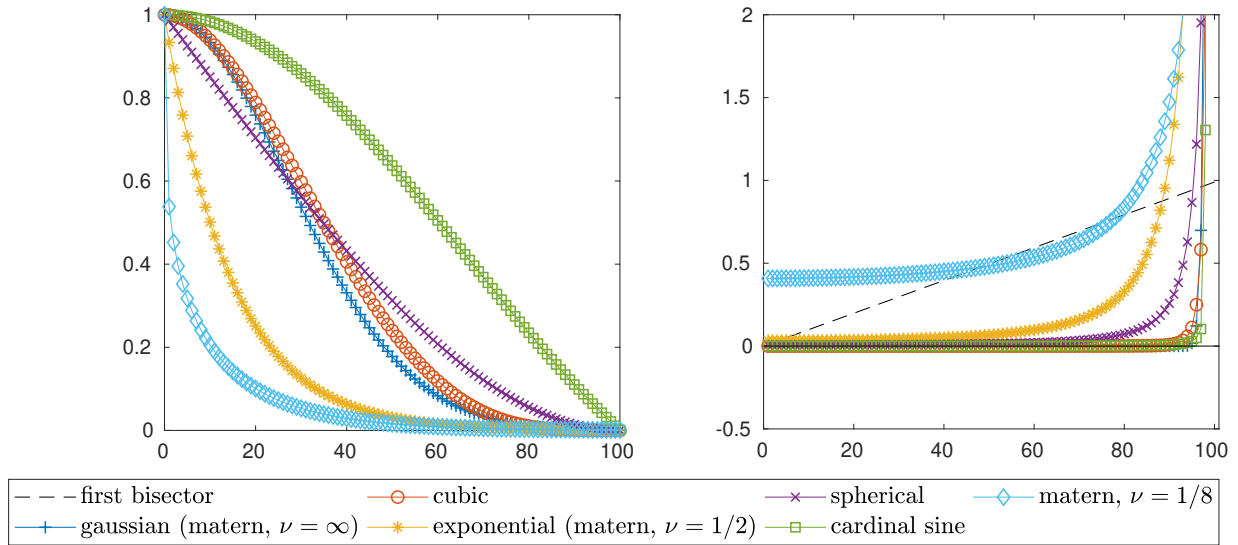 1
0.8
0.6
0.4
0.2
0
0 20 40 60 80 100
2
1.5
1
0.5
0
-0.5
0 20 40 60 80 100
first bisector
cubic
spherical
matern, ν = 1/8
gaussian (matern, ν = ∞)
exponential (matern, ν = 1/2)
cardinal sine